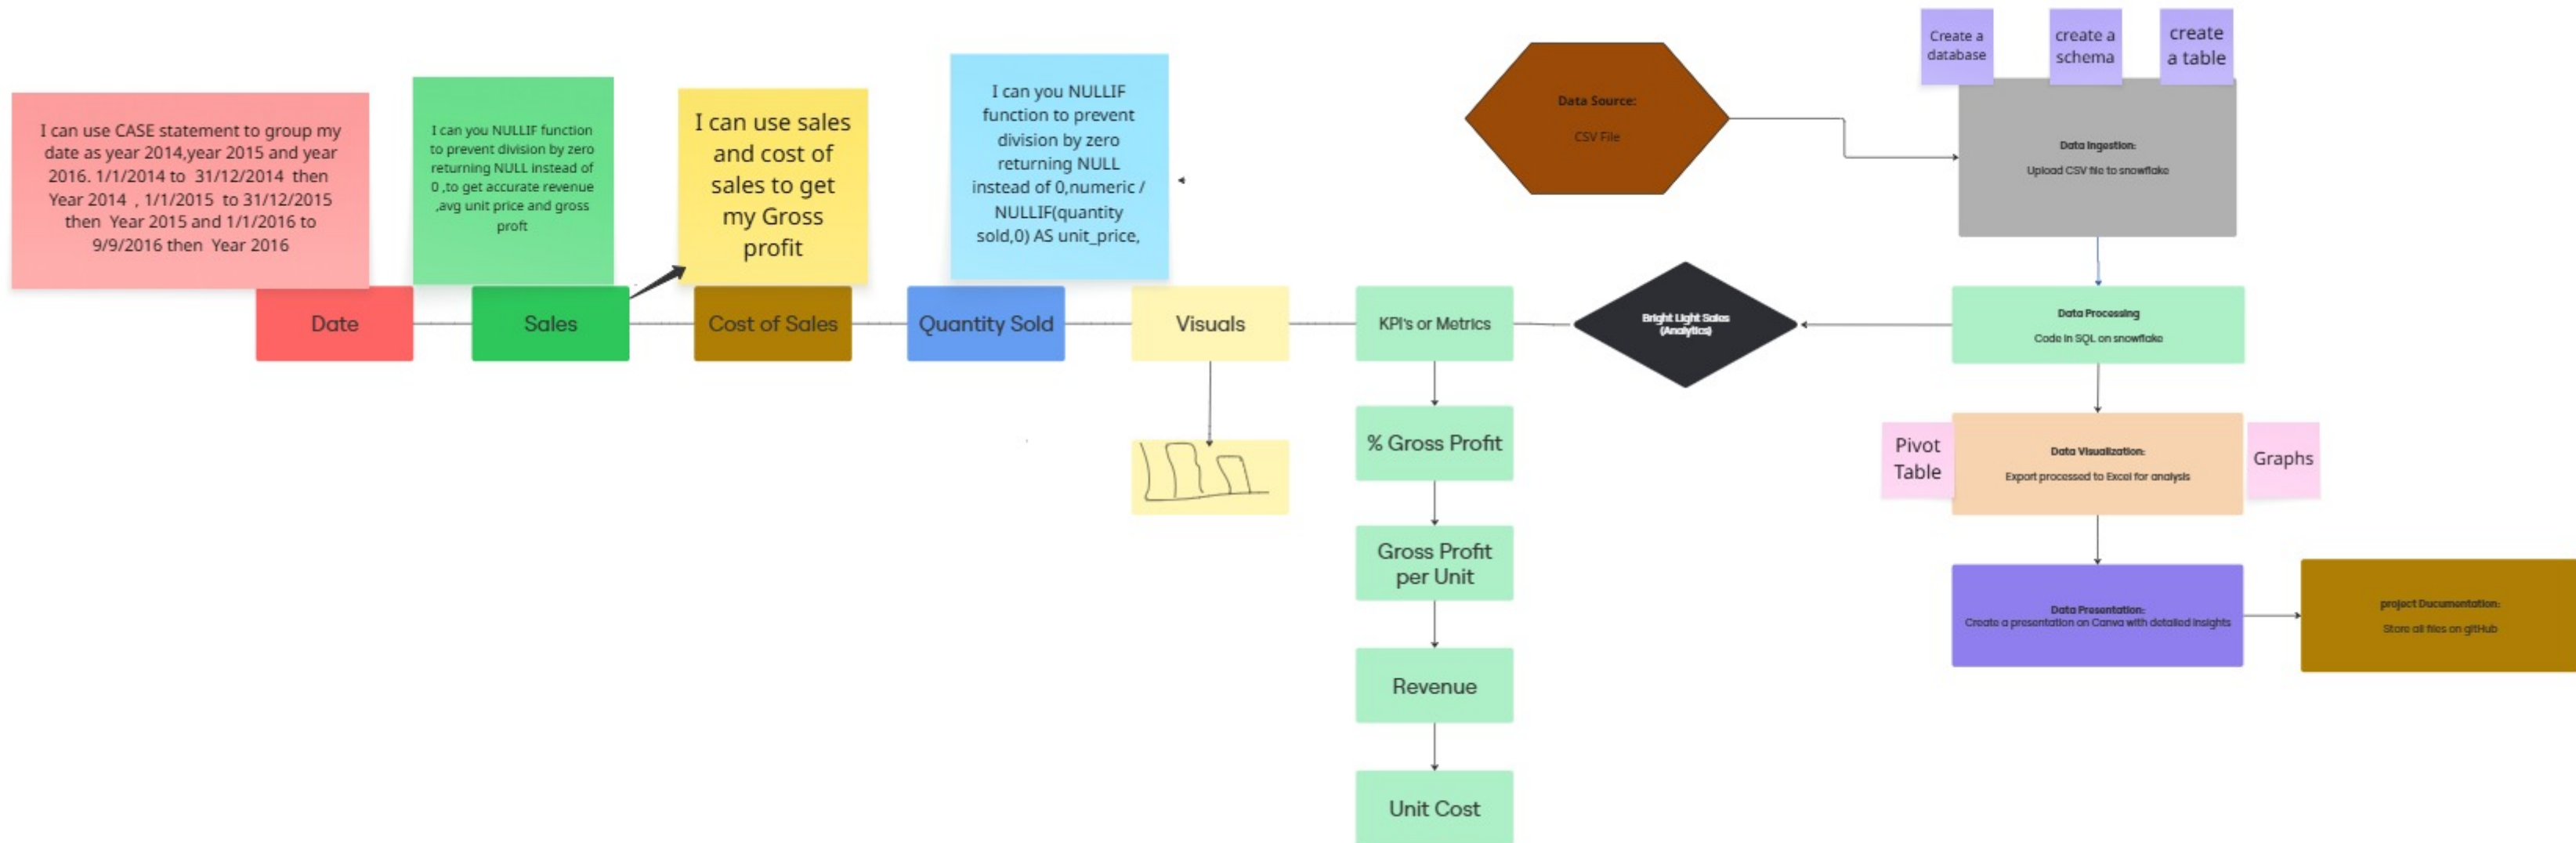 I can use CASE statement to group my
date as year 2014,year 2015 and year
2016. 1/1/2014 to 31/12/2014 then
Year 2014 , 1/1/2015 to 31/12/2015
then Year 2015 and 1/1/2016 to
9/9/2016 then Year 2016
I can you NULLIF function
to prevent division by zero
returning NULL instead of
0 ,to get accurate revenue
,avg unit price and gross
proft
I can use sales
and cost of
sales to get
my Gross
profit
I can you NULLIF
function to prevent
division by zero
returning NULL
instead of 0,numeric /
NULLIF(quantity
sold,0) AS unit_price,
Date
Sales
Cost of Sales
Quantity Sold
Visuals
KPI's or Metrics
% Gross Profit
Gross Profit
per Unit
Revenue
Unit Cost
Bright Light Sales
(Analytics)
Data Source:
CSV File
Create a
database
create a
schema
create
a table
Data Ingestion:
Upload CSV file to snowflake
Data Processing
Code in SQL on snowflake
Pivot
Table
Data Visualization:
Export processed to Excel for analysis
Graphs
Data Presentation:
Create a presentation on Canva with detailed insights
project Ducumentation:
Store all files on gitHub